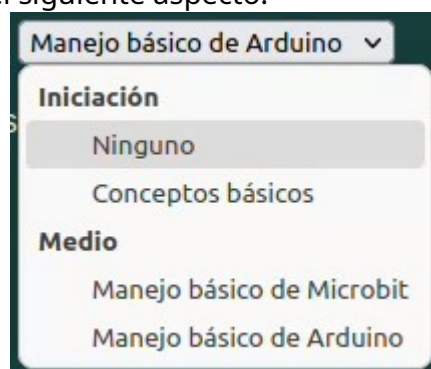 siguiente aspecto:
Manejo básico de Arduino
Iniciación
Ninguno
Conceptos básicos
Medio
Manejo básico de Microbit
Manejo básico de Arduino